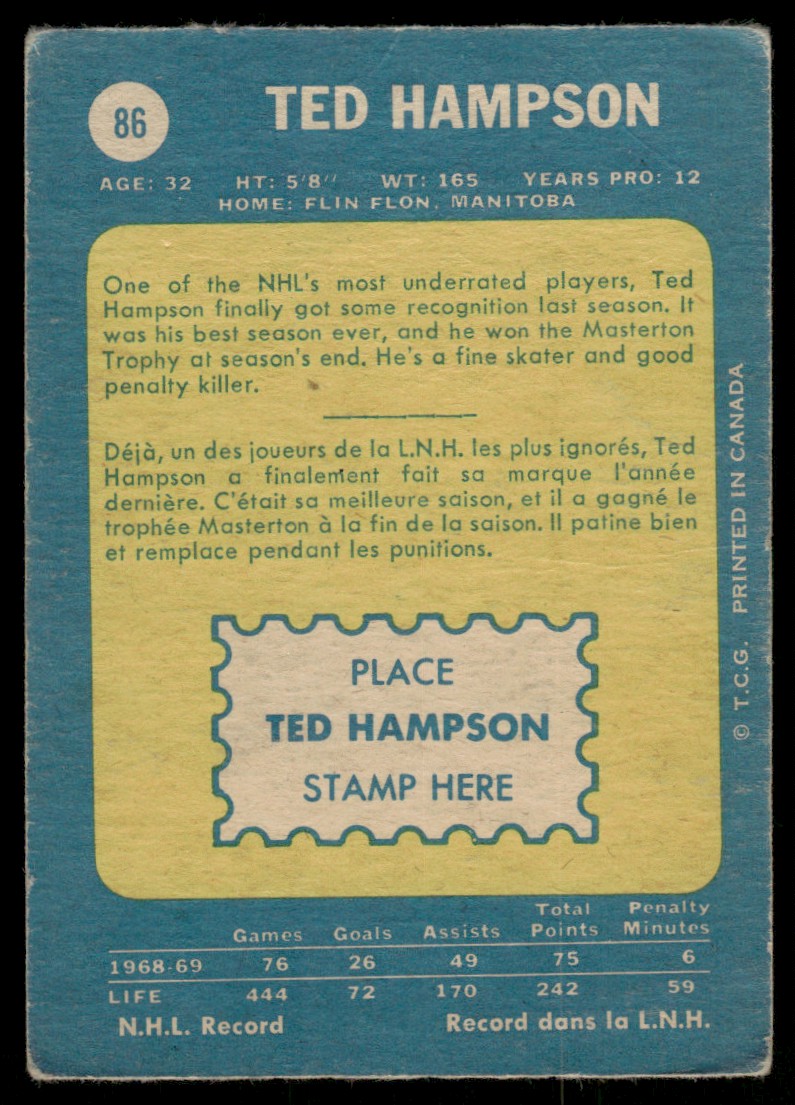 86
TED HAMPSON
AGE: 32 HT: 5'8" WT: 165 YEARS PRO: 12
HOME: FLIN FLON, MANITOBA
One of the NHL's most underrated players, Ted
Hampson finally got some recognition last season. It
was his best season ever, and he won the Masterton
Trophy at season's end. He's a fine skater and good
penalty killer.
Déjà, un des joueurs de la L.N.H. les plus ignorés, Ted
Hampson a finalement fait sa marque l'année
dernière. C'était sa meilleure saison, et il a gagné le
trophée Masterton à la fin de la saison. Il patine bien
et remplace pendant les punitions.
PLACE
TED HAMPSON
STAMP HERE
© T.C.G. PRINTED IN CANADA
Games Goals Assists Total Points Penalty Minutes
1968-69 76 26 49 75 6
LIFE 444 72 170 242 59
N.H.L. Record Record dans la L.N.H.